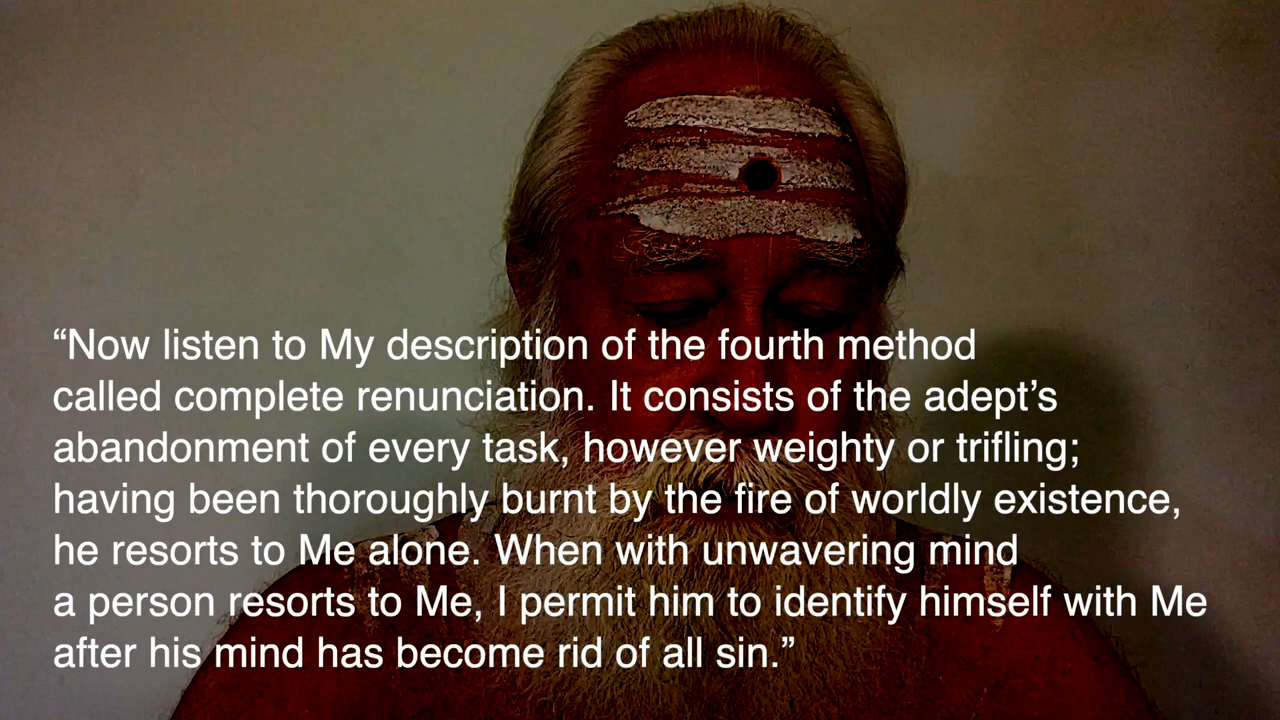 “Now listen to My description of the fourth method
called complete renunciation. It consists of the adept’s
abandonment of every task, however weighty or trifling;
having been thoroughly burnt by the fire of worldly existence,
he resorts to Me alone. When with unwavering mind
a person resorts to Me, I permit him to identify himself with Me
after his mind has become rid of all sin.”